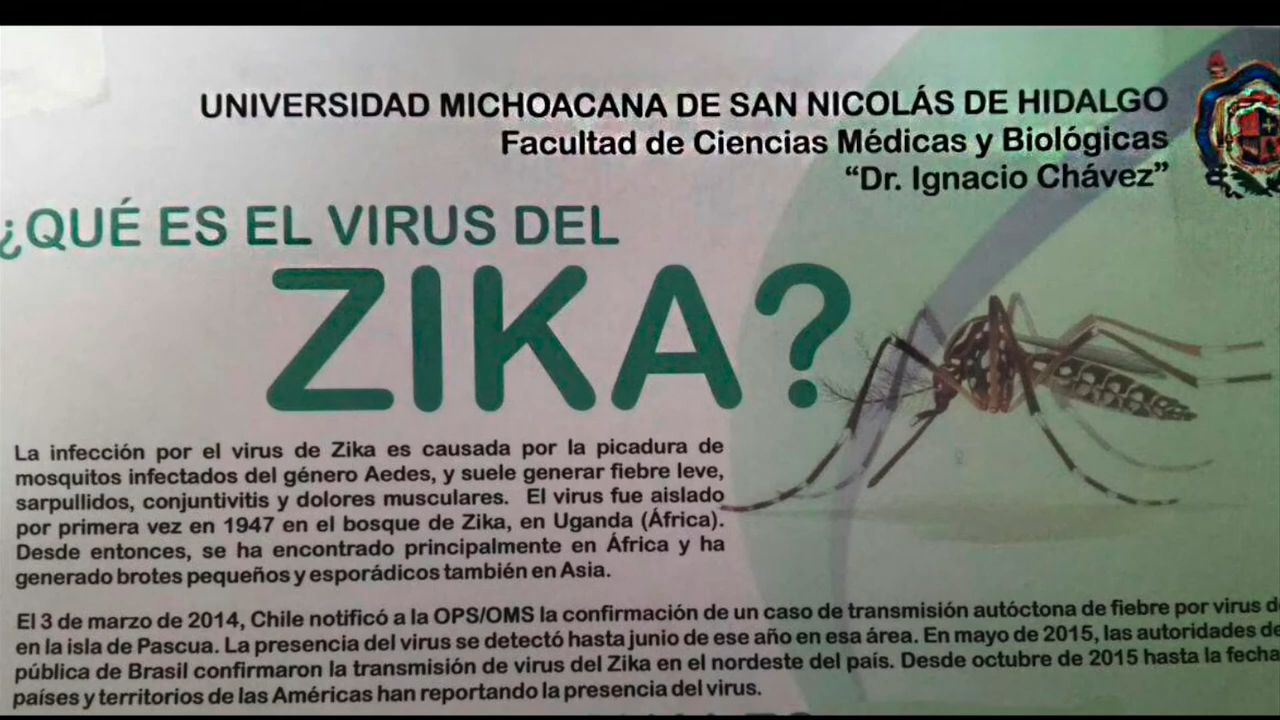 UNIVERSIDAD MICHOACANA DE SAN NICOLÁS DE HIDALGO
Facultad de Ciencias Médicas y Biológicas
“Dr. Ignacio Chávez”
¿QUÉ ES EL VIRUS DEL
ZIKA?
La infección por el virus de Zika es causada por la picadura de
mosquitos infectados del género Aedes, y suele generar fiebre leve,
sarpullidos, conjuntivitis y dolores musculares. El virus fue aislado
por primera vez en 1947 en el bosque de Zika, en Uganda (África).
Desde entonces, se ha encontrado principalmente en África y ha
generado brotes pequeños y esporádicos también en Asia.
El 3 de marzo de 2014, Chile notificó a la OPS/OMS la confirmación de un caso de transmisión autóctona de fiebre por virus
en la isla de Pascua. La presencia del virus se detectó hasta junio de ese año en esa área. En mayo de 2015, las autoridades de
pública de Brasil confirmaron la transmisión de virus del Zika en el nordeste del país. Desde octubre de 2015 hasta la fecha
países y territorios de las Américas han reportando la presencia del virus.